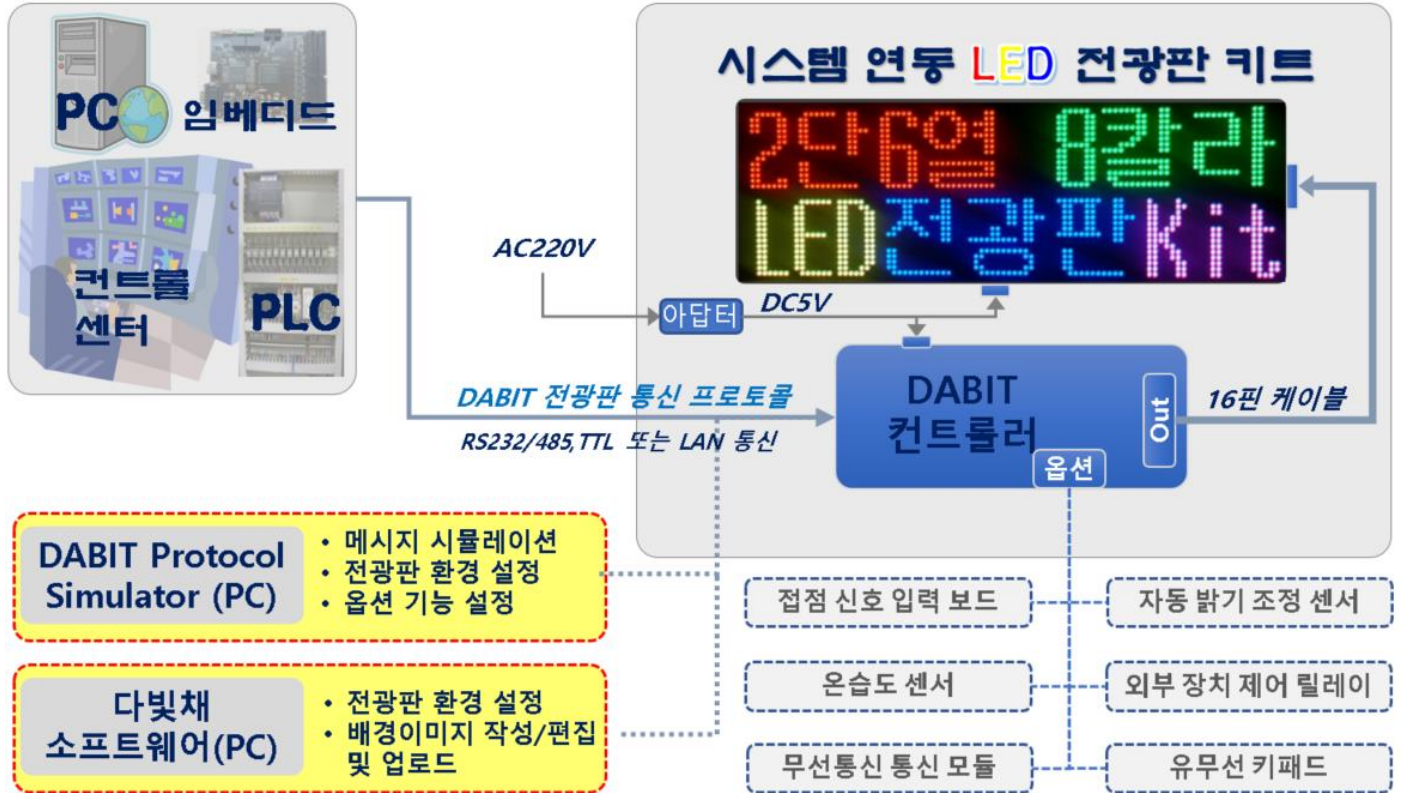 PC
임베디드
컨트롤
센터
PLC
시스템 연동 LED 전광판 키트
2단6열 8칼라
LED전광판Kit
AC220V
아답터
DC5V
DABIT 전광판 통신 프로토콜
RS232/485,TTL 또는 LAN 통신
DABIT
컨트롤러
Out
옵션
16핀 케이블
DABIT Protocol
Simulator (PC)
• 메시지 시뮬레이션
• 전광판 환경 설정
• 옵션 기능 설정
다빛채
소프트웨어(PC)
• 전광판 환경 설정
• 배경이미지 작성/편집
및 업로드
접점 신호 입력 보드
자동 밝기 조정 센서
온습도 센서
외부 장치 제어 릴레이
무선통신 통신 모듈
유무선 키패드